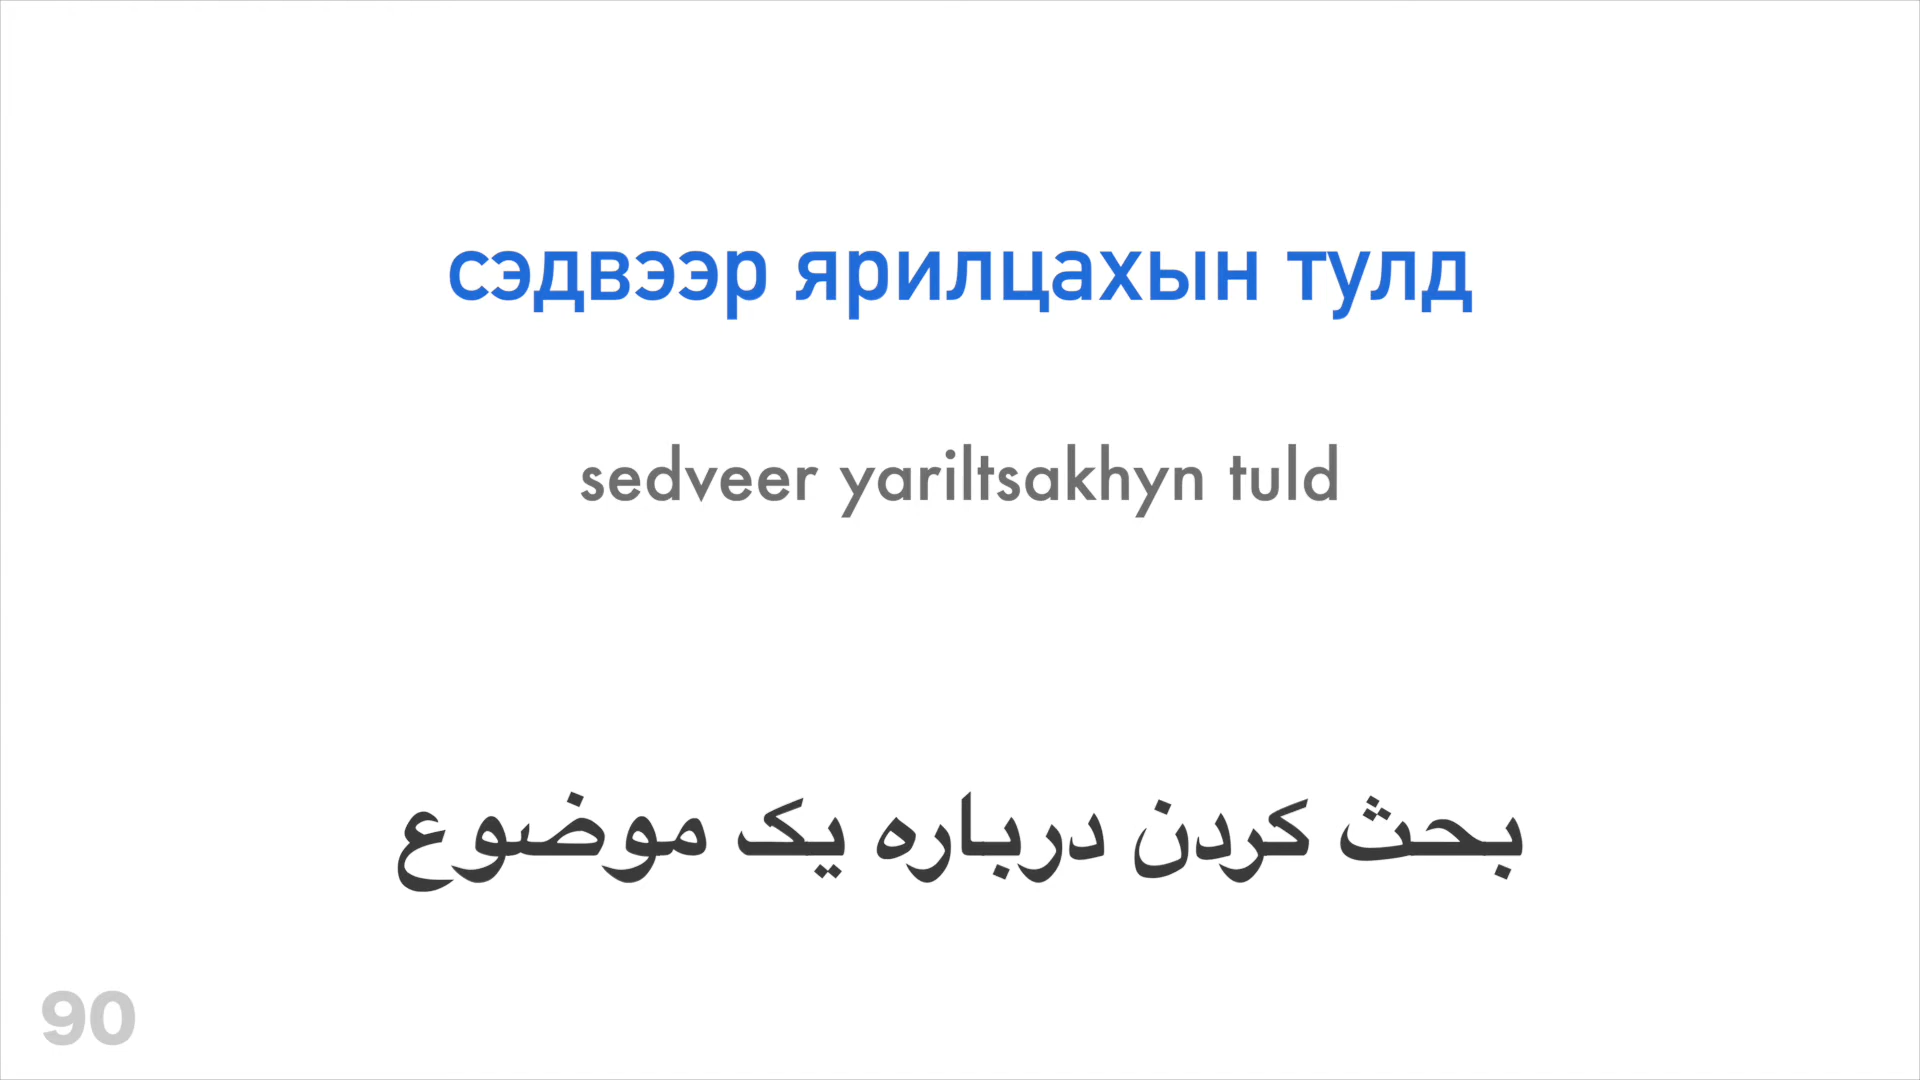 сэдвээр ярилцахын тулд
sedveer yariltsakhyn tuld
بحث کردن درباره یک موضوع
90